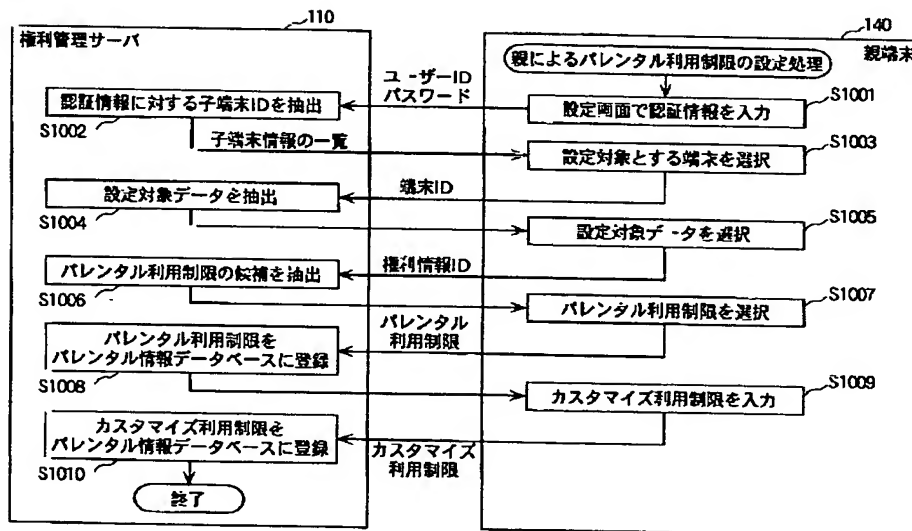 110
140
権利管理サーバ
親端末
親によるパレンタル利用制限の設定処理
ユーザーID
パスワード
S1001
設定画面で認証情報を入力
認証情報に対する子端末IDを抽出
S1002
子端末情報の一覧
S1003
設定対象とする端末を選択
端末ID
設定対象データを抽出
S1004
S1005
設定対象データを選択
権利情報ID
パレンタル利用制限の候補を抽出
S1006
S1007
パレンタル利用制限を選択
パレンタル
利用制限
パレンタル利用制限を
パレンタル情報データベースに登録
S1008
S1009
カスタマイズ利用制限を入力
カスタマイズ利用制限を
パレンタル情報データベースに登録
カスタマイズ
利用制限
S1010
終了